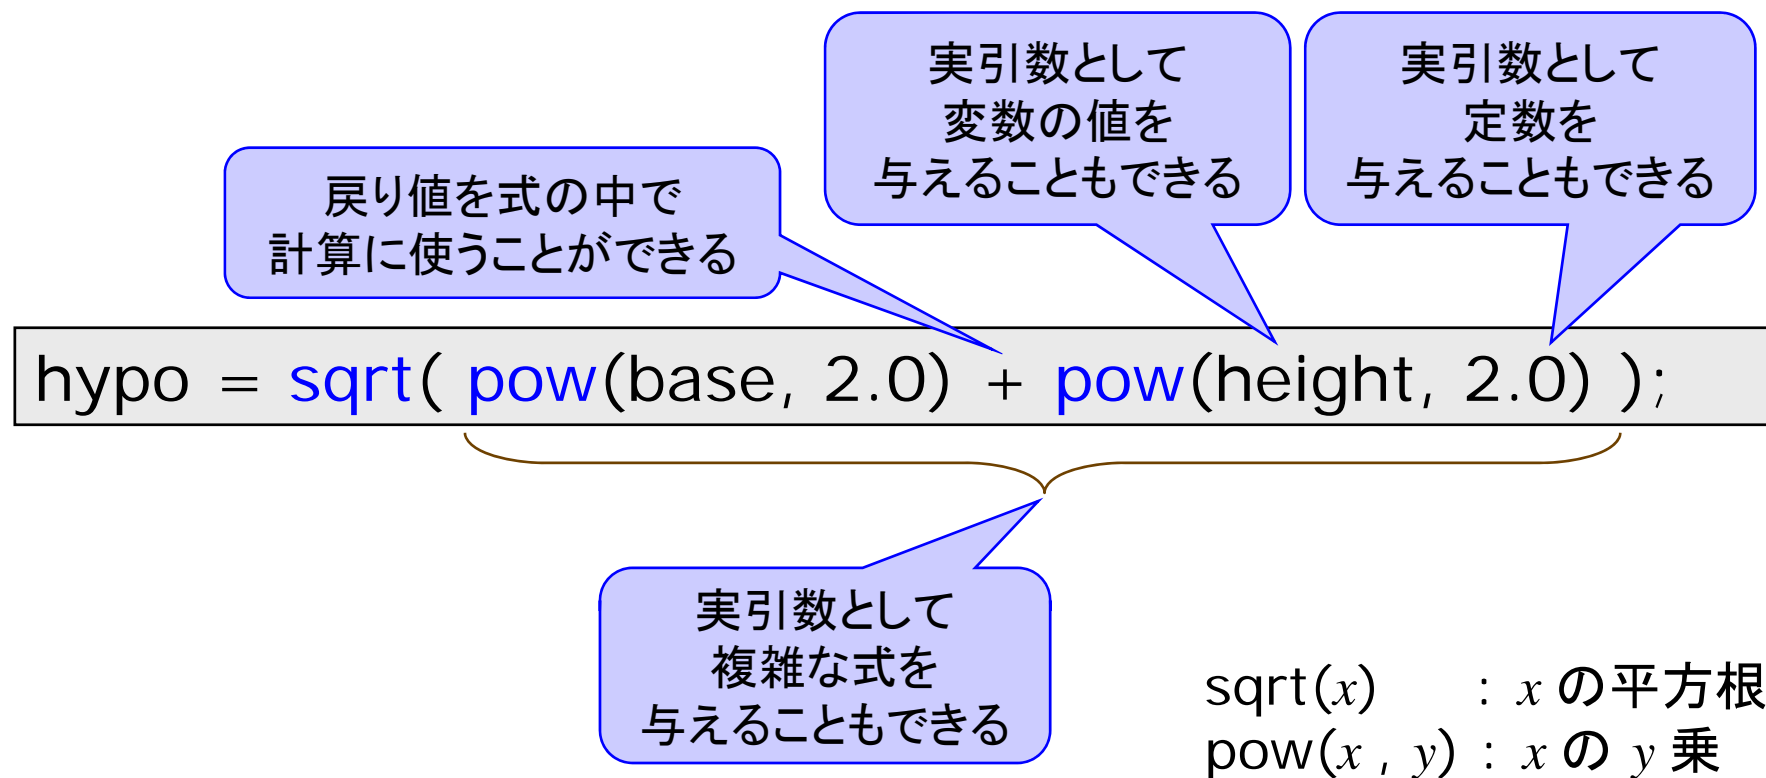 実引数として
変数の値を
与えることもできる
実引数として
定数を
与えることもできる
戻り値を式の中で
計算に使うことができる
hypo = sqrt( pow(base, 2.0) + pow(height, 2.0) );
実引数として
複雑な式を
与えることもできる
sqrt(x) : x の平方根
pow(x , y) : x の y 乗